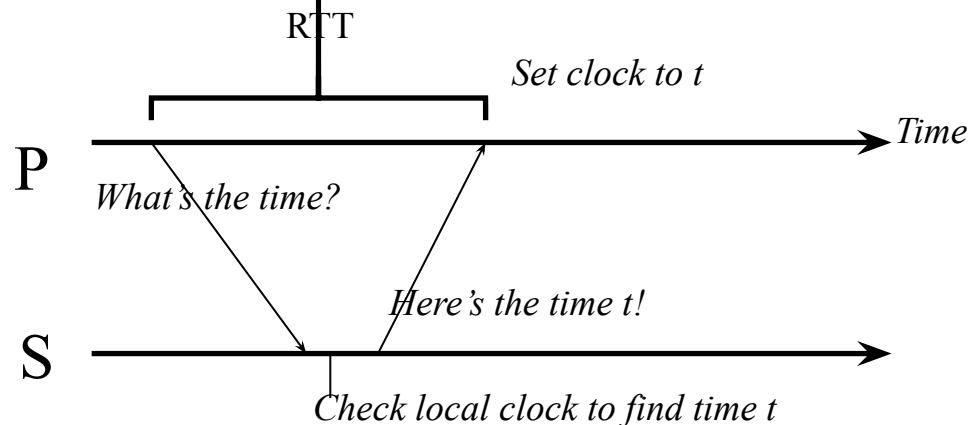 RTT
Set clock to t
Time
P
What's the time?
Here's the time t!
S
Check local clock to find time t